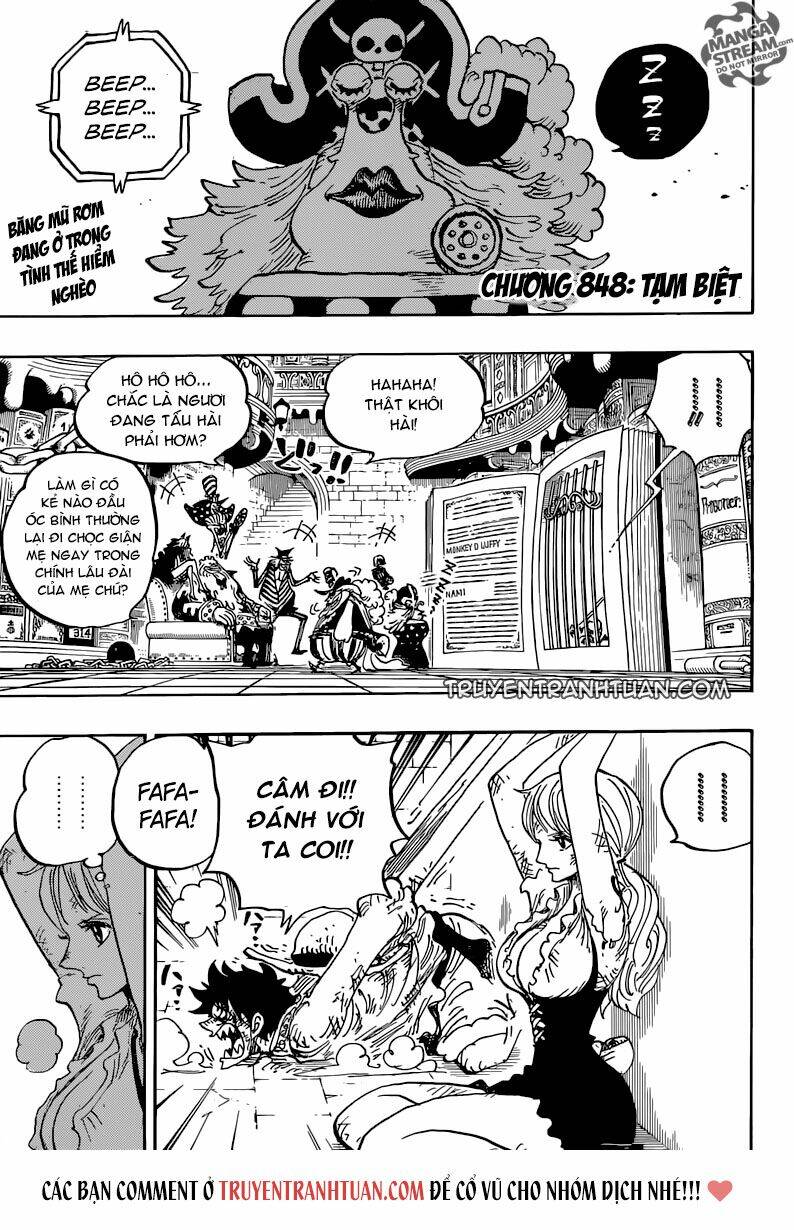 MANGA
STREAM.com
DO NOT MIRROR
Z
Z
Z
BEEP...
BEEP...
BEEP...
BĂNG MŨ RƠM
ĐANG Ở TRONG
TÌNH THẾ HIỂM
NGHÈO
CHƯƠNG 848: TẠM BIỆT
HAHAHA!
THẬT KHÔI
HÀI!
HÔ HÔ HÔ...
CHẮC LÀ NGƯƠI
ĐANG TẤU HÀI
PHẢI HƠM?
LÀM GÌ CÓ
KẺ NÀO ĐẦU
ÓC BÌNH THƯỜNG
LẠI ĐI CHỌC GIẬN
MẸ NGAY TRONG
CHÍNH LÂU ĐÀI
CỦA MẸ CHÚ?
MONKEY D LUFFY
NAMI
Prisoner
314
TRUYENTRANHTUAN.COM
CÂM ĐI!!
ĐÁNH VỚI
TA COI!!
FAFA-
FAFA!
CÁC BẠN COMMENT Ở TRUYENTRANHTUAN.COM ĐỂ CỔ VŨ CHO NHÓM DỊCH NHÉ!!!